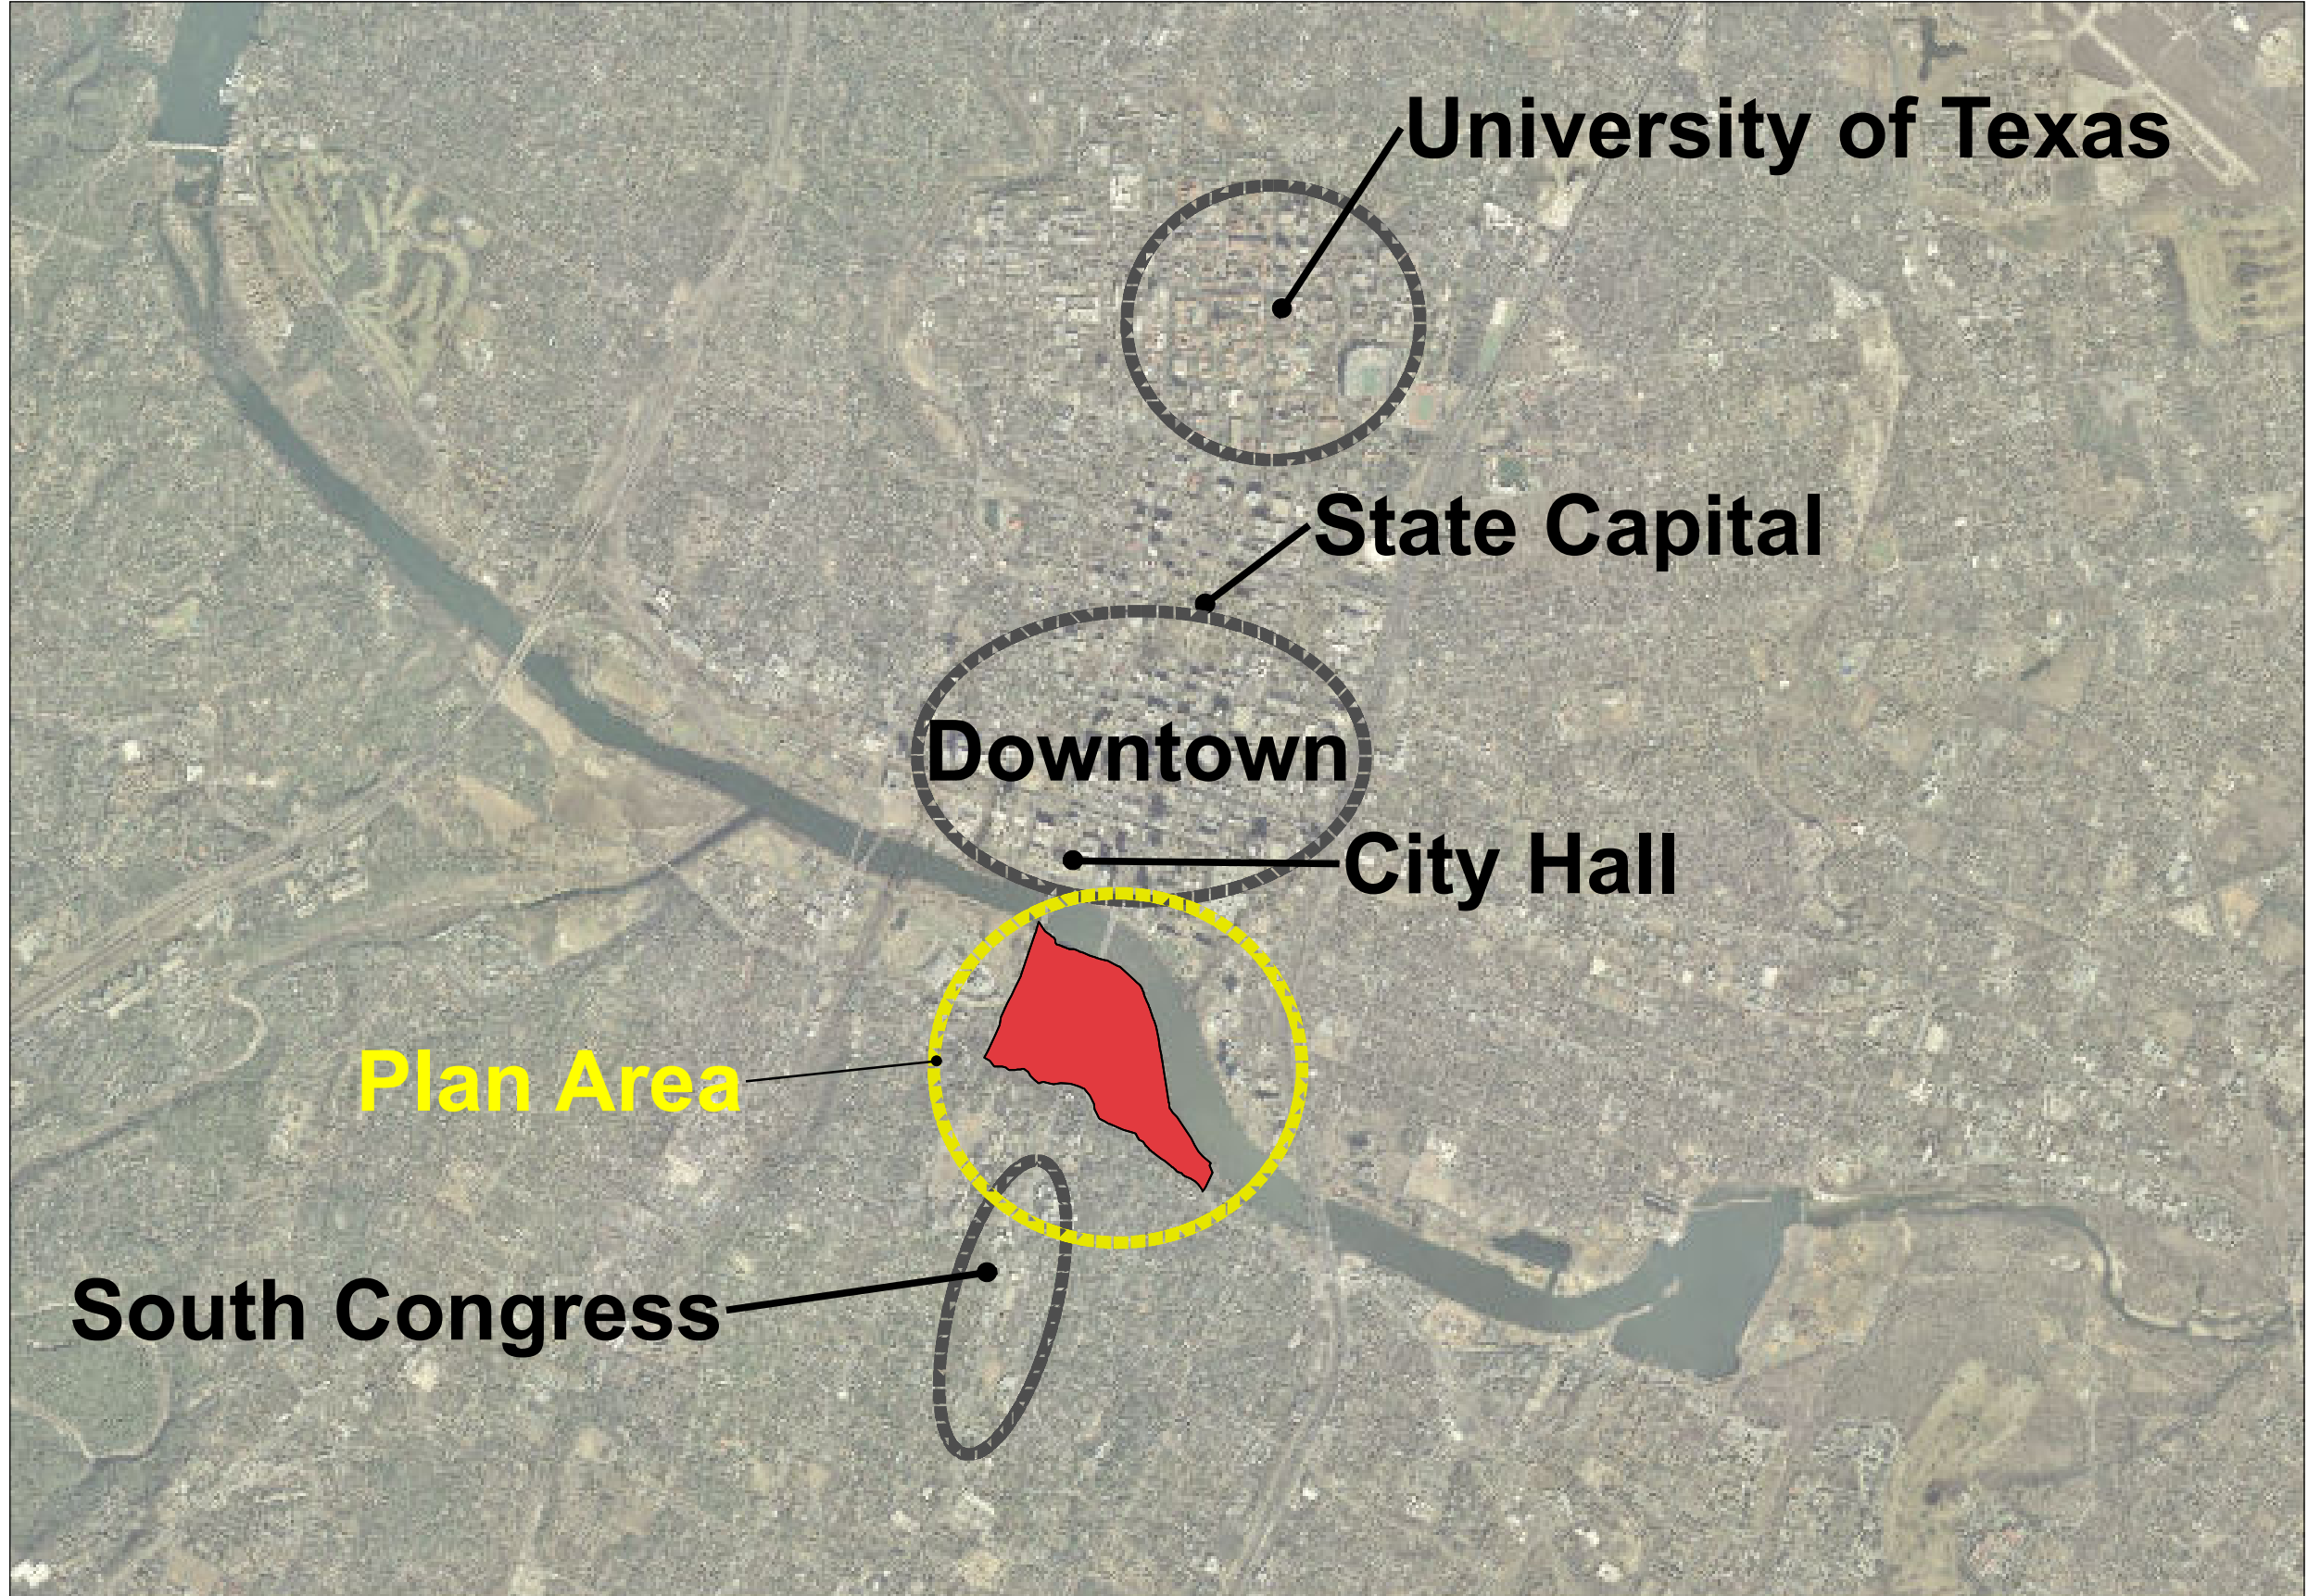 University of Texas
State Capital
Downtown
City Hall
Plan Area
South Congress